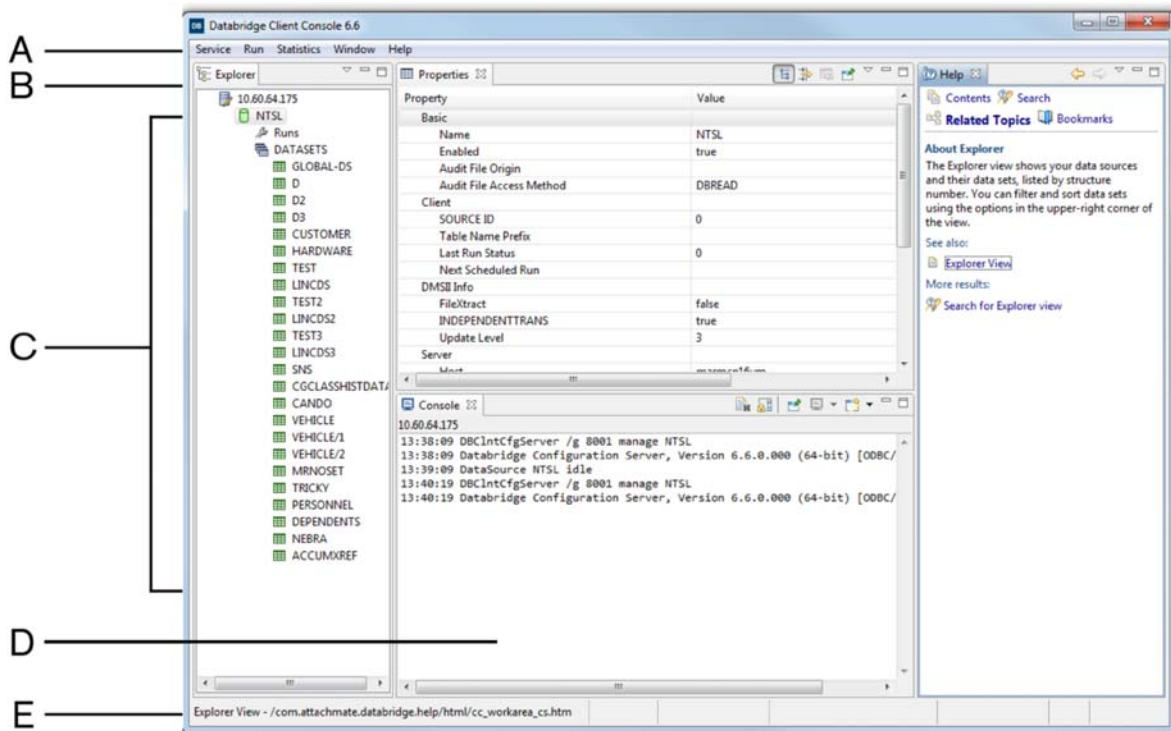 Databridge Client Console 6.6
A
Service Run Statistics Window Help
B
Explorer
10.60.64.175
NTSL
Runs
DATASETS
GLOBAL-DS
D
D2
D3
CUSTOMER
HARDWARE
TEST
LINCDS
TEST2
LINCDS2
TEST3
LINCDS3
SNS
CGCLASSHISTDATA
CANDO
VEHICLE
VEHICLE/1
VEHICLE/2
MRNOSET
TRICKY
PERSONNEL
DEPENDENTS
NEBRA
ACCUMXREF
C
Properties
Property Value
Basic
Name NTSL
Enabled true
Audit File Origin
Audit File Access Method DBREAD
Client
SOURCE ID 0
Table Name Prefix
Last Run Status 0
Next Scheduled Run
DMSII Info
FileXtract false
INDEPENDENTTRANS true
Update Level 3
Server
Console
10.60.64.175
13:38:09 DBClntCfgServer /g 8001 manage NTSL
13:38:09 Databridge Configuration Server, Version 6.6.0.000 (64-bit) [ODBC/
13:39:09 DataSource NTSL idle
13:40:19 DBClntCfgServer /g 8001 manage NTSL
13:40:19 Databridge Configuration Server, Version 6.6.0.000 (64-bit) [ODBC/
D
Help
Contents Search
Related Topics Bookmarks
About Explorer
The Explorer view shows your data sources
and their data sets, listed by structure
number. You can filter and sort data sets
using the options in the upper-right corner of
the view.
See also:
Explorer View
More results:
Search for Explorer view
E
Explorer View - /com.attachmate.databridge.help/html/cc_workarea_cs.htm